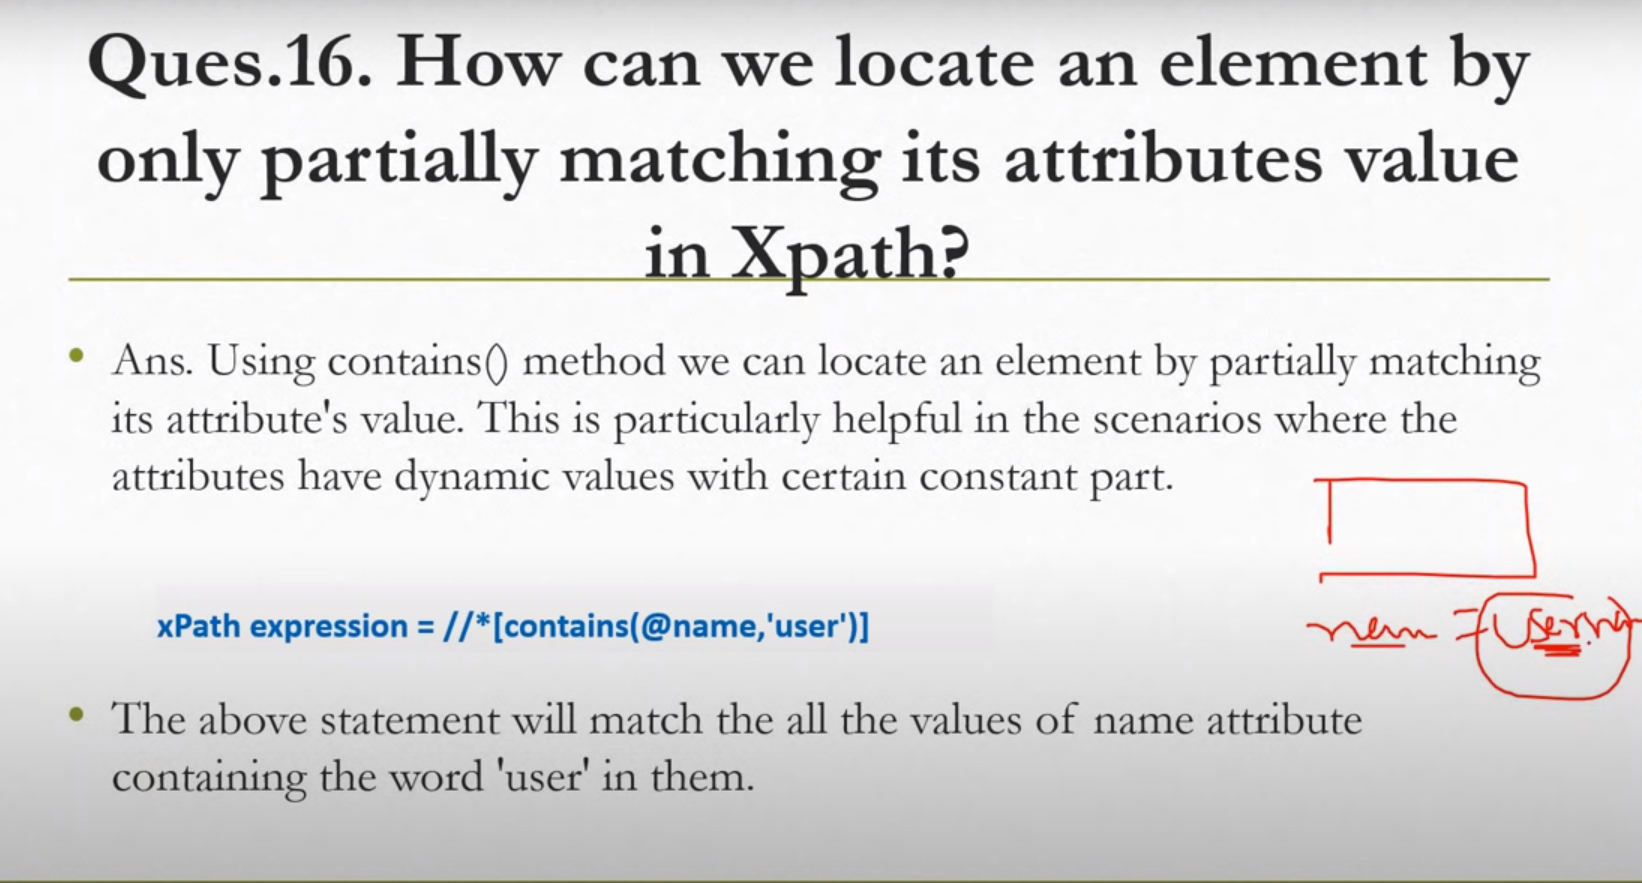 Ques.16. How can we locate an element by
only partially matching its attributes value
in Xpath?
• Ans. Using contains() method we can locate an element by partially matching
its attribute's value. This is particularly helpful in the scenarios where the
attributes have dynamic values with certain constant part.
xPath expression = //*[contains(@name,'user')]
• The above statement will match the all the values of name attribute
containing the word 'user' in them.